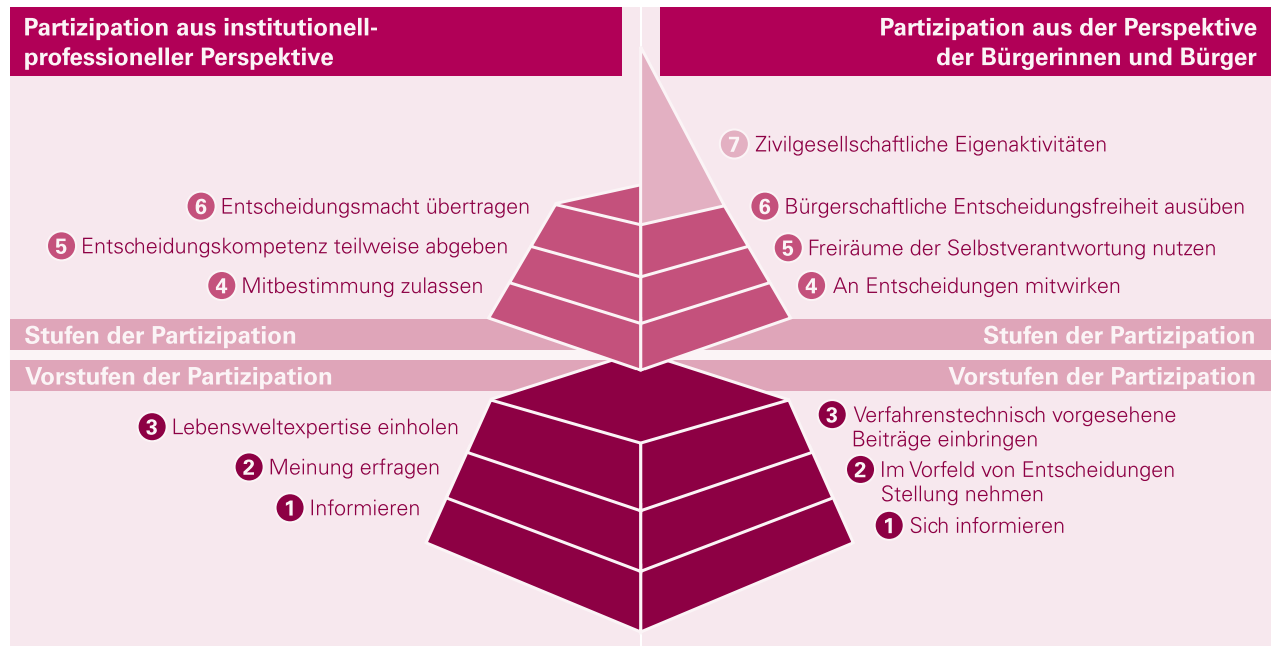 Partizipation aus institutionell-
professioneller Perspektive
Partizipation aus der Perspektive
der Bürgerinnen und Bürger
7 Zivilgesellschaftliche Eigenaktivitäten
6 Entscheidungsmacht übertragen
6 Bürgerschaftliche Entscheidungsfreiheit ausüben
5 Entscheidungskompetenz teilweise abgeben
5 Freiräume der Selbstverantwortung nutzen
4 Mitbestimmung zulassen
4 An Entscheidungen mitwirken
Stufen der Partizipation
Stufen der Partizipation
Vorstufen der Partizipation
Vorstufen der Partizipation
3 Lebensweltexpertise einholen
3 Verfahrenstechnisch vorgesehene
Beiträge einbringen
2 Meinung erfragen
2 Im Vorfeld von Entscheidungen
Stellung nehmen
1 Informieren
1 Sich informieren